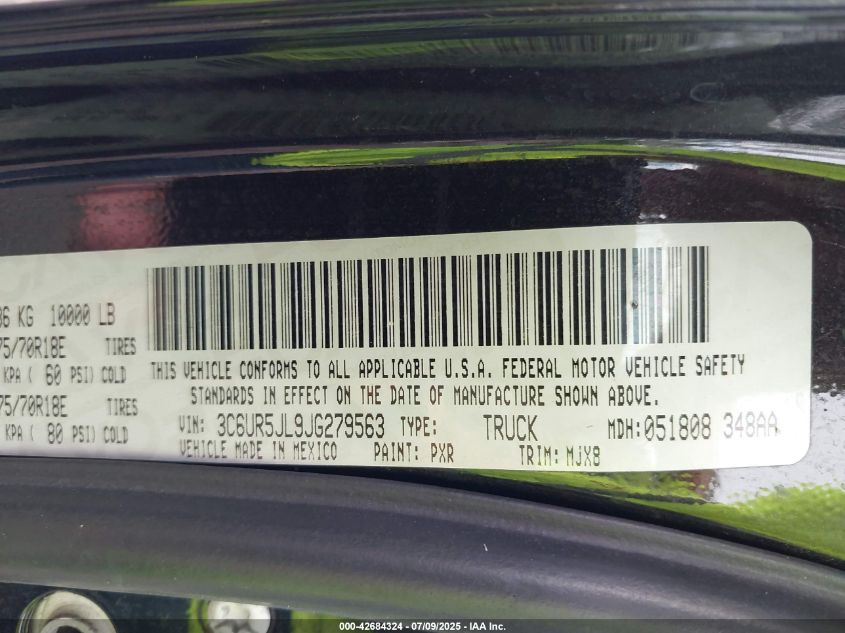 KG 10000 LB
75/70R18E TIRES
KPA ( 60 PSI) COLD
75/70R18E TIRES
KPA ( 80 PSI) COLD
THIS VEHICLE CONFORMS TO ALL APPLICABLE U.S.A. FEDERAL MOTOR VEHICLE SAFETY
STANDARDS IN EFFECT ON THE DATE OF MANUFACTURE SHOWN ABOVE.
VIN: 3C6UR5JL9JG279563 TYPE: TRUCK MDH: 051808 348AA
VEHICLE MADE IN MEXICO PAINT: PXR TRIM: MJX8
000-42684324 - 07/09/2025 - IAA Inc.